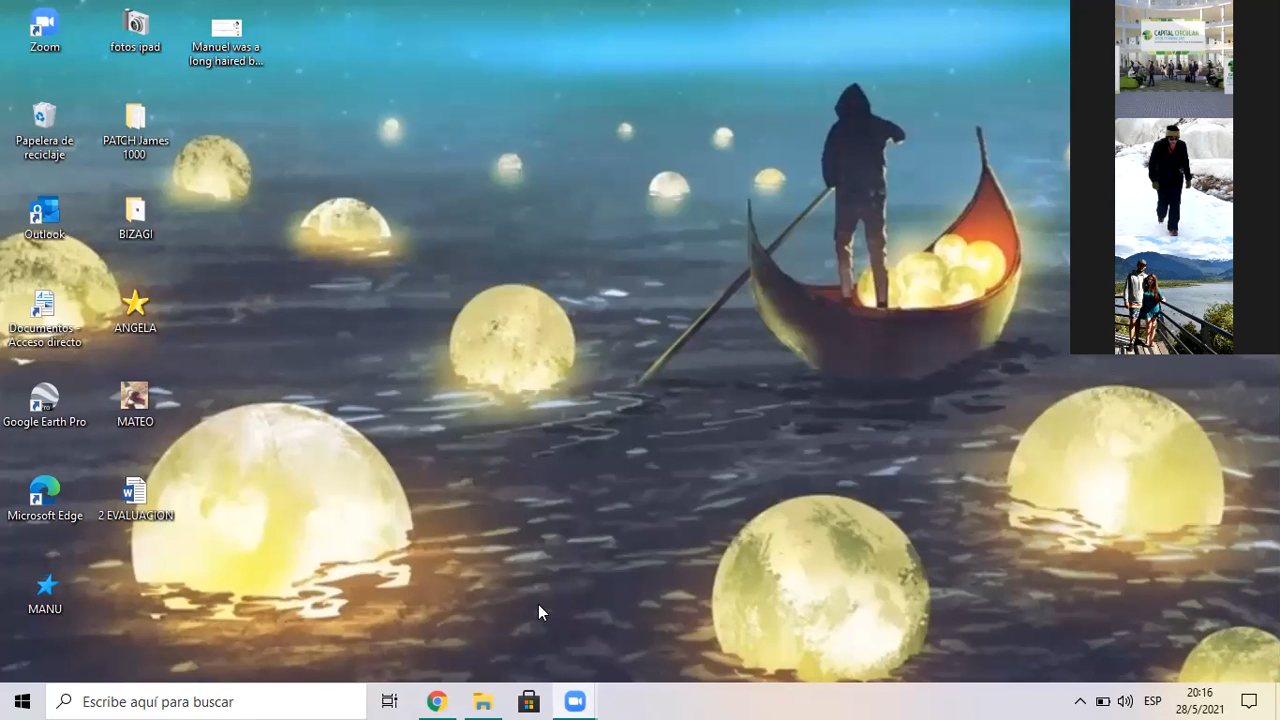 Zoom
fotos ipad
Manuel was a
long haired b...
Papelera de
reciclaje
PATCH James
1000
Outlook
BIZAGI
Documentos -
Acceso directo
ANGELA
Google Earth Pro
MATEO
Microsoft Edge
2 EVALUACION
MANU
CAPITAL CIRCULAR
Escribe aquí para buscar
ESP
20:16
28/5/2021